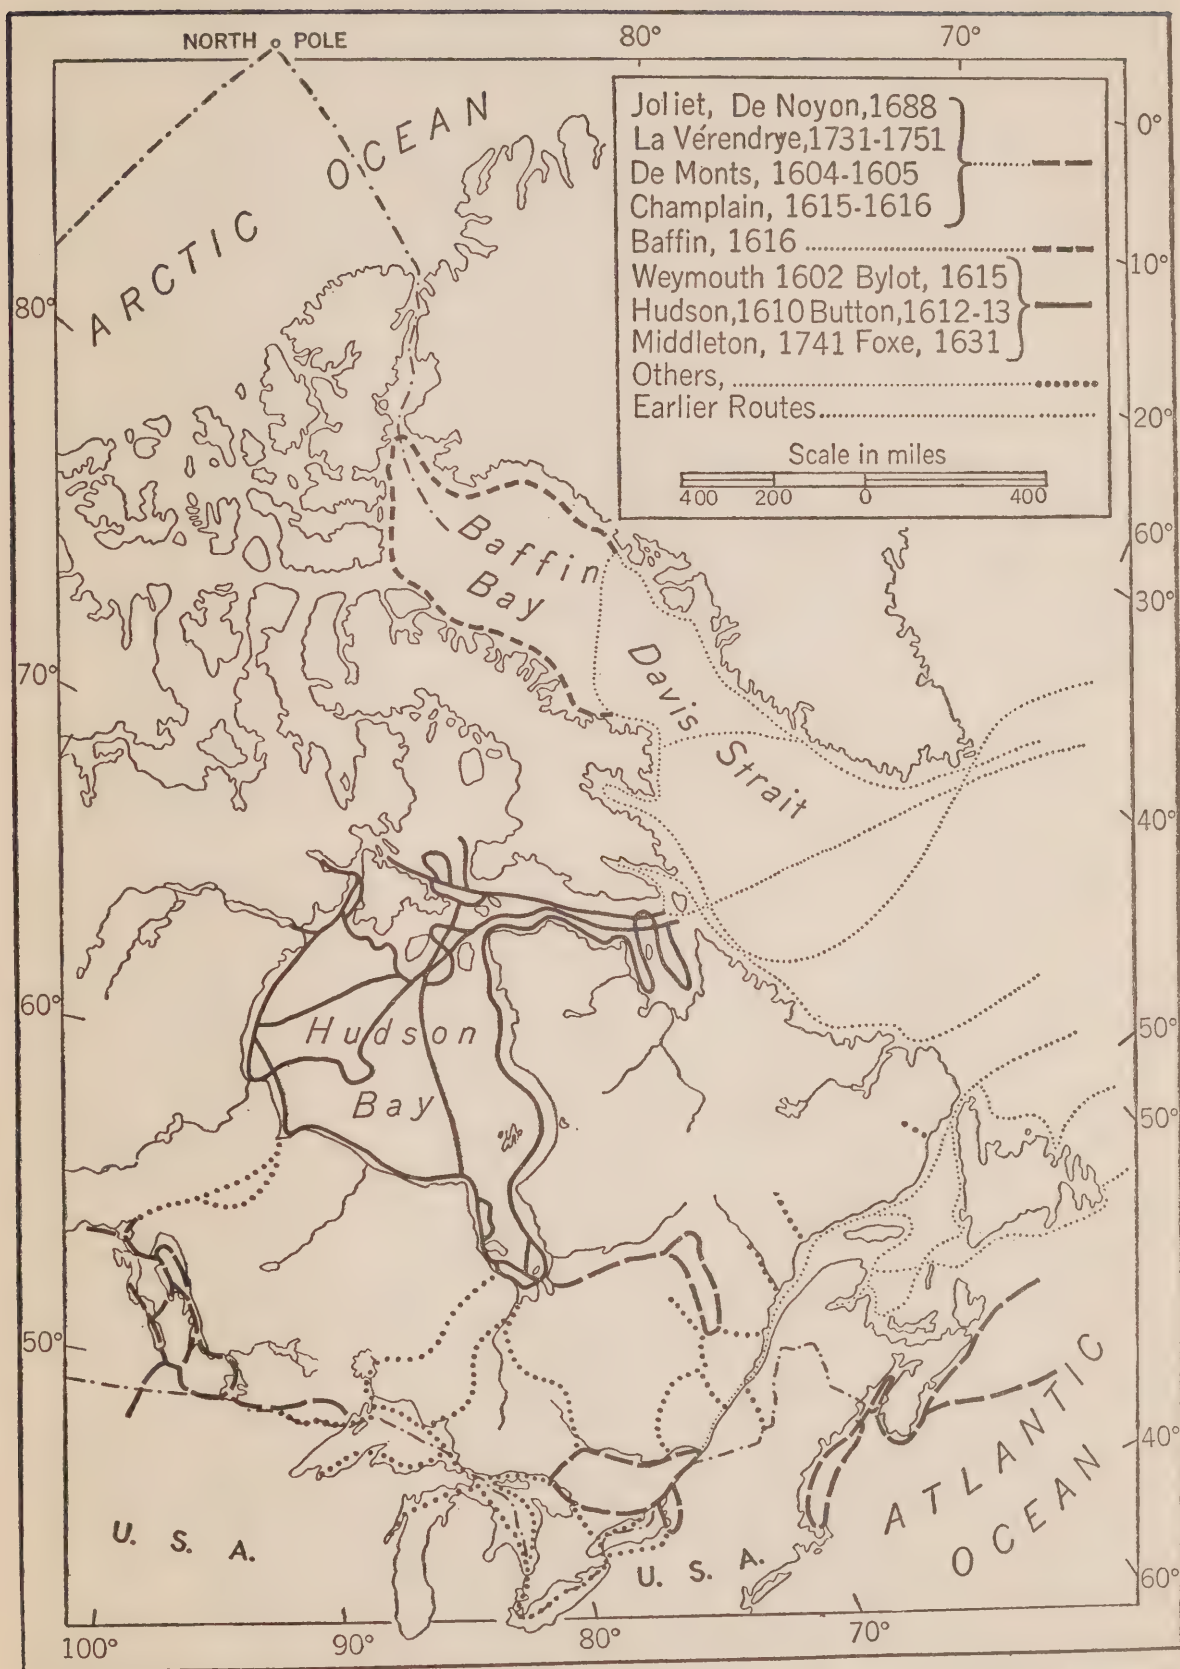 NORTH POLE
80° 70°
Joliet, De Noyon,1688
La Vérendrye,1731-1751
De Monts, 1604-1605
Champlain, 1615-1616
Baffin, 1616
Weymouth 1602 Bylot, 1615
Hudson,1610 Button,1612-13
Middleton, 1741 Foxe, 1631
Others,
Earlier Routes
Scale in miles
400 200 0 400
0°
10°
20°
60°
30°
40°
50°
50°
40°
60°
80°
70°
60°
50°
ARCTIC OCEAN
Baffin
Bay
Davis Strait
Hudson
Bay
ATLANTIC
OCEAN
U. S. A.
U. S. A.
100° 90° 80° 70°